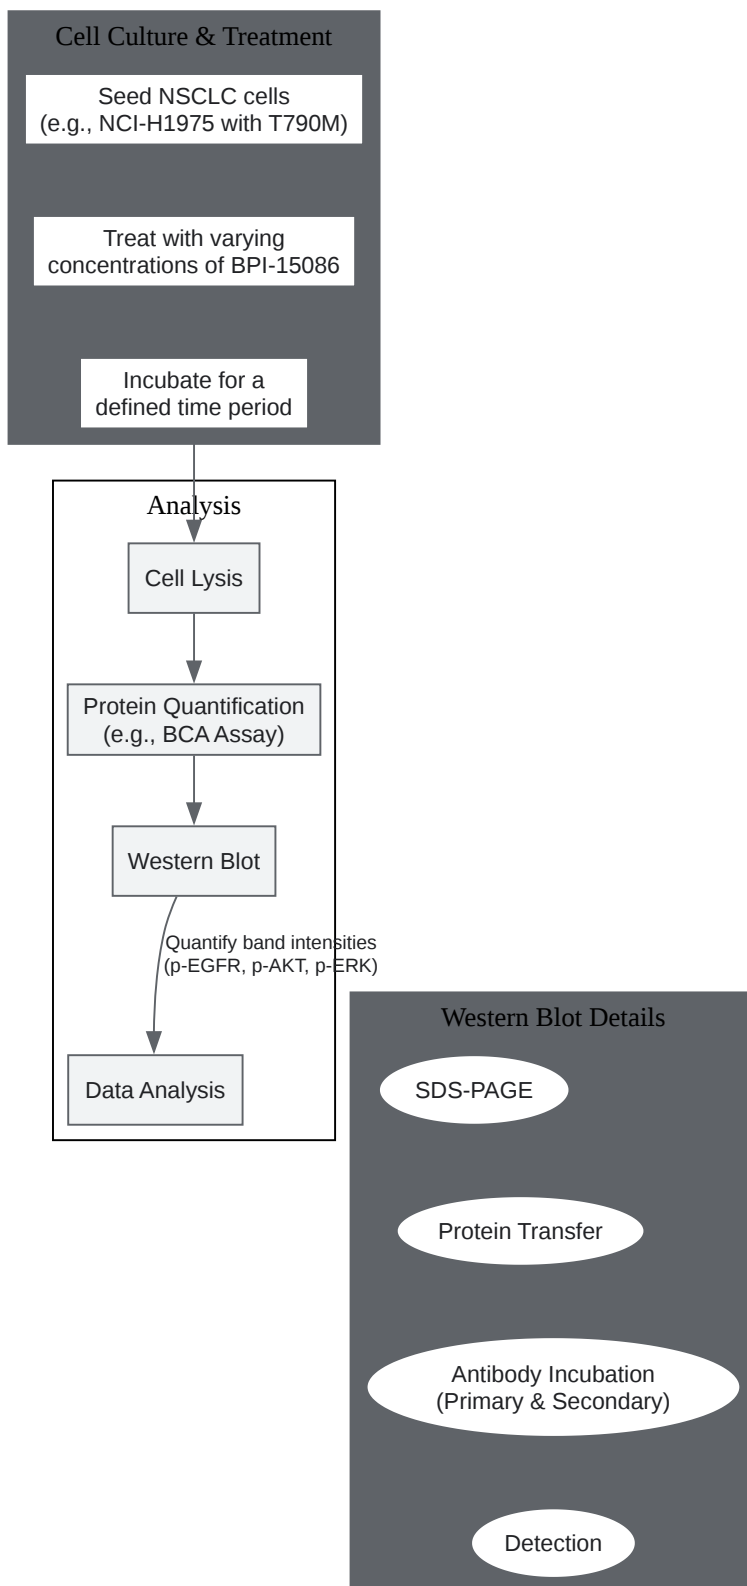 Cell Culture & Treatment
Seed NSCLC cells
(e.g., NCI-H1975 with T790M)
Treat with varying
concentrations of BPI-15086
Incubate for a
defined time period
Analysis
Cell Lysis
Protein Quantification
(e.g., BCA Assay)
Western Blot
Quantify band intensities
(p-EGFR, p-AKT, p-ERK)
Data Analysis
Western Blot Details
SDS-PAGE
Protein Transfer
Antibody Incubation
(Primary & Secondary)
Detection